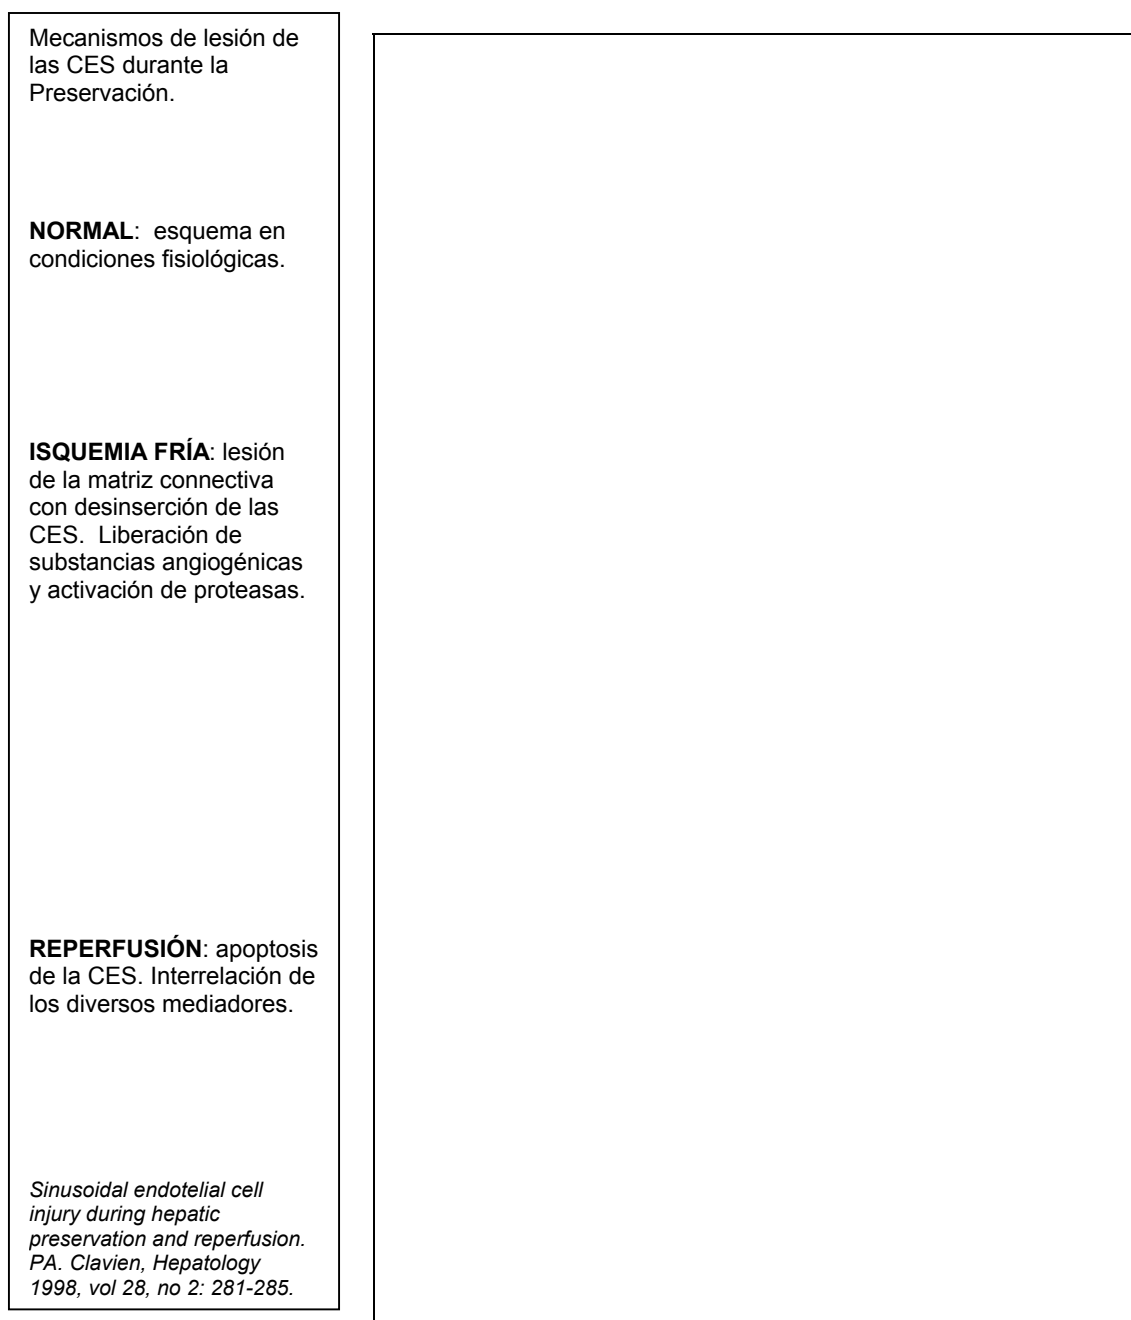 Mecanismos de lesión de
las CES durante la
Preservación.
NORMAL:  esquema en
condiciones fisiológicas.
ISQUEMIA FRÍA: lesión
de la matriz connectiva
con desinserción de las
CES.  Liberación de
substancias angiogénicas
y activación de proteasas.
REPERFUSIÓN: apoptosis
de la CES. Interrelación de
los diversos mediadores.
Sinusoidal endotelial cell
injury during hepatic
preservation and reperfusion.
PA. Clavien, Hepatology
1998, vol 28, no 2: 281-285.